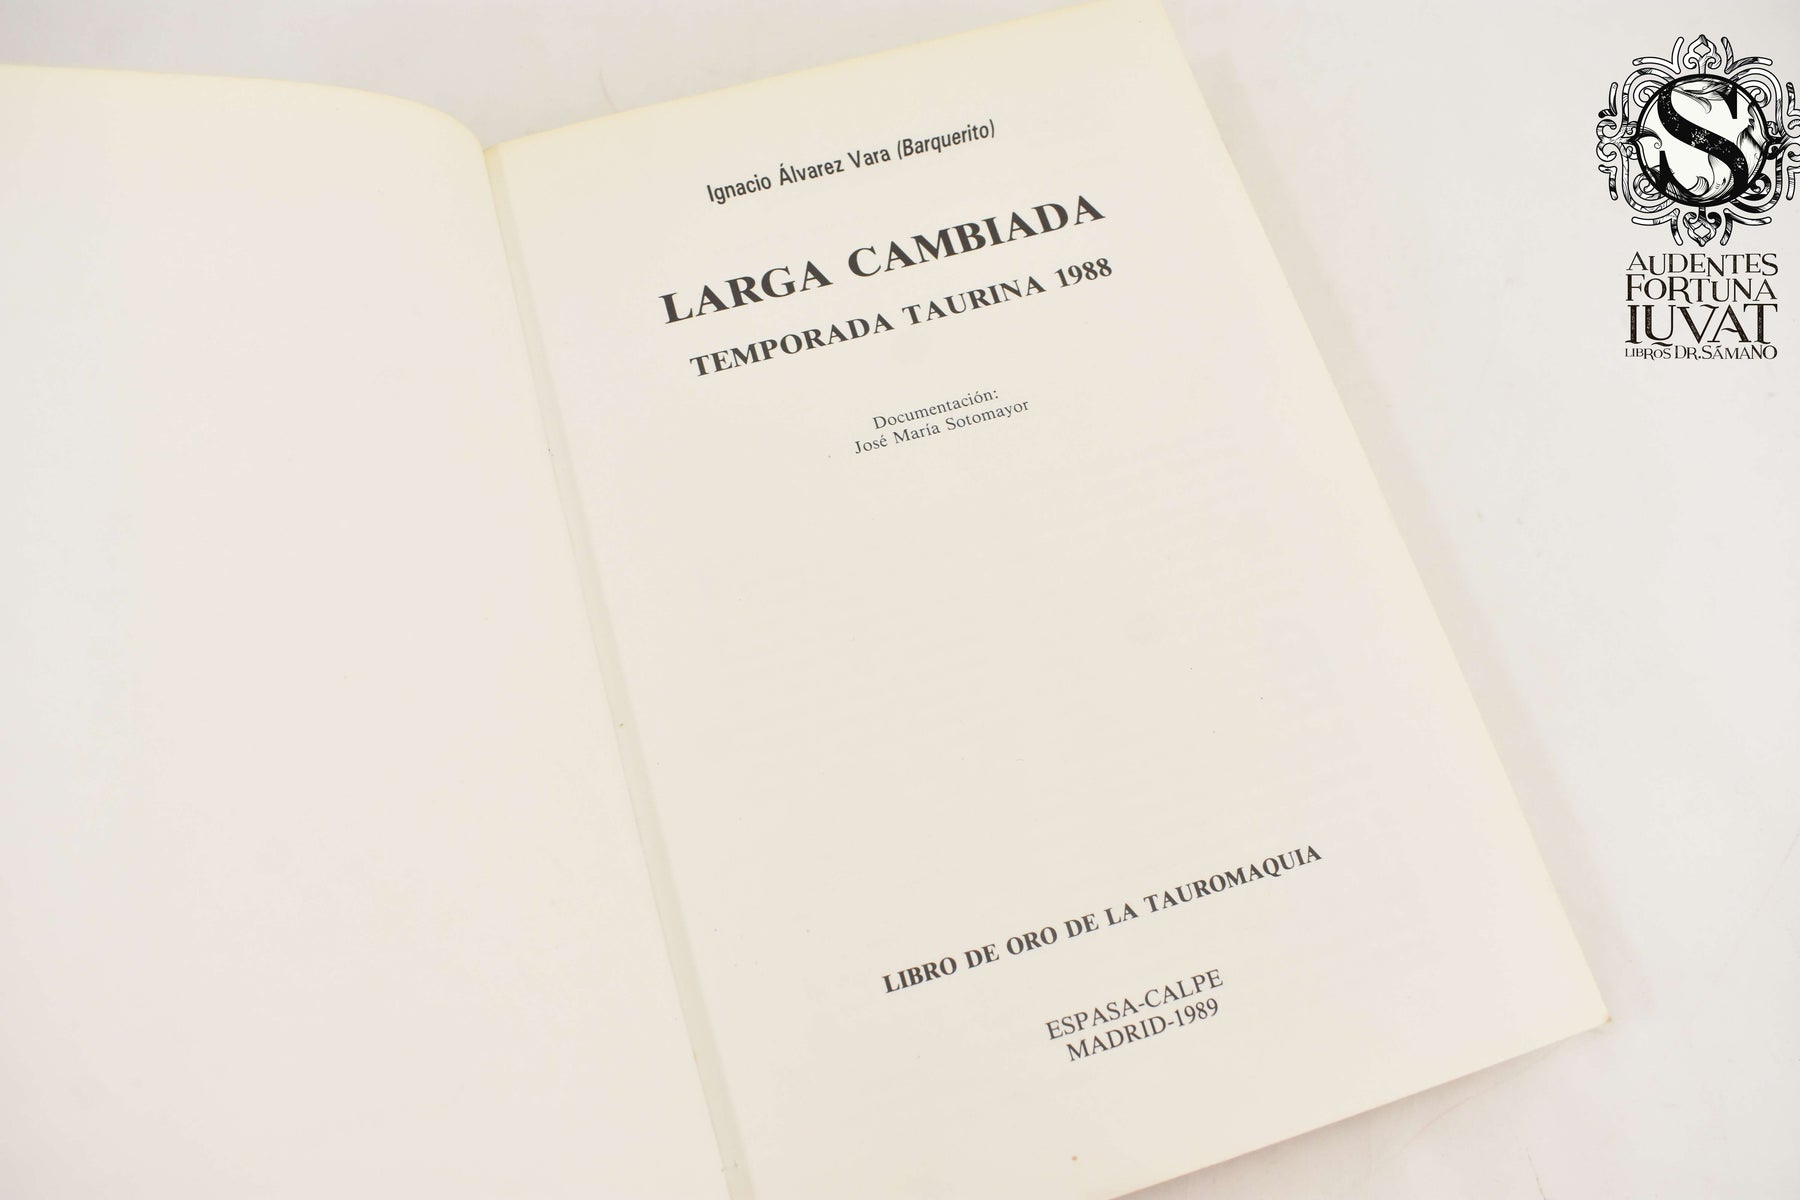 Ignacio Álvarez Vara (Barquerito)
LARGA CAMBIADA
TEMPORADA TAURINA 1988
Documentación:
José María Sotomayor
LIBRO DE ORO DE LA TAUROMAQUIA
ESPASA-CALPE
MADRID-1989
S
AUDENTES
FORTUNA
IUVAT
LIBROS DR. SÁMANO